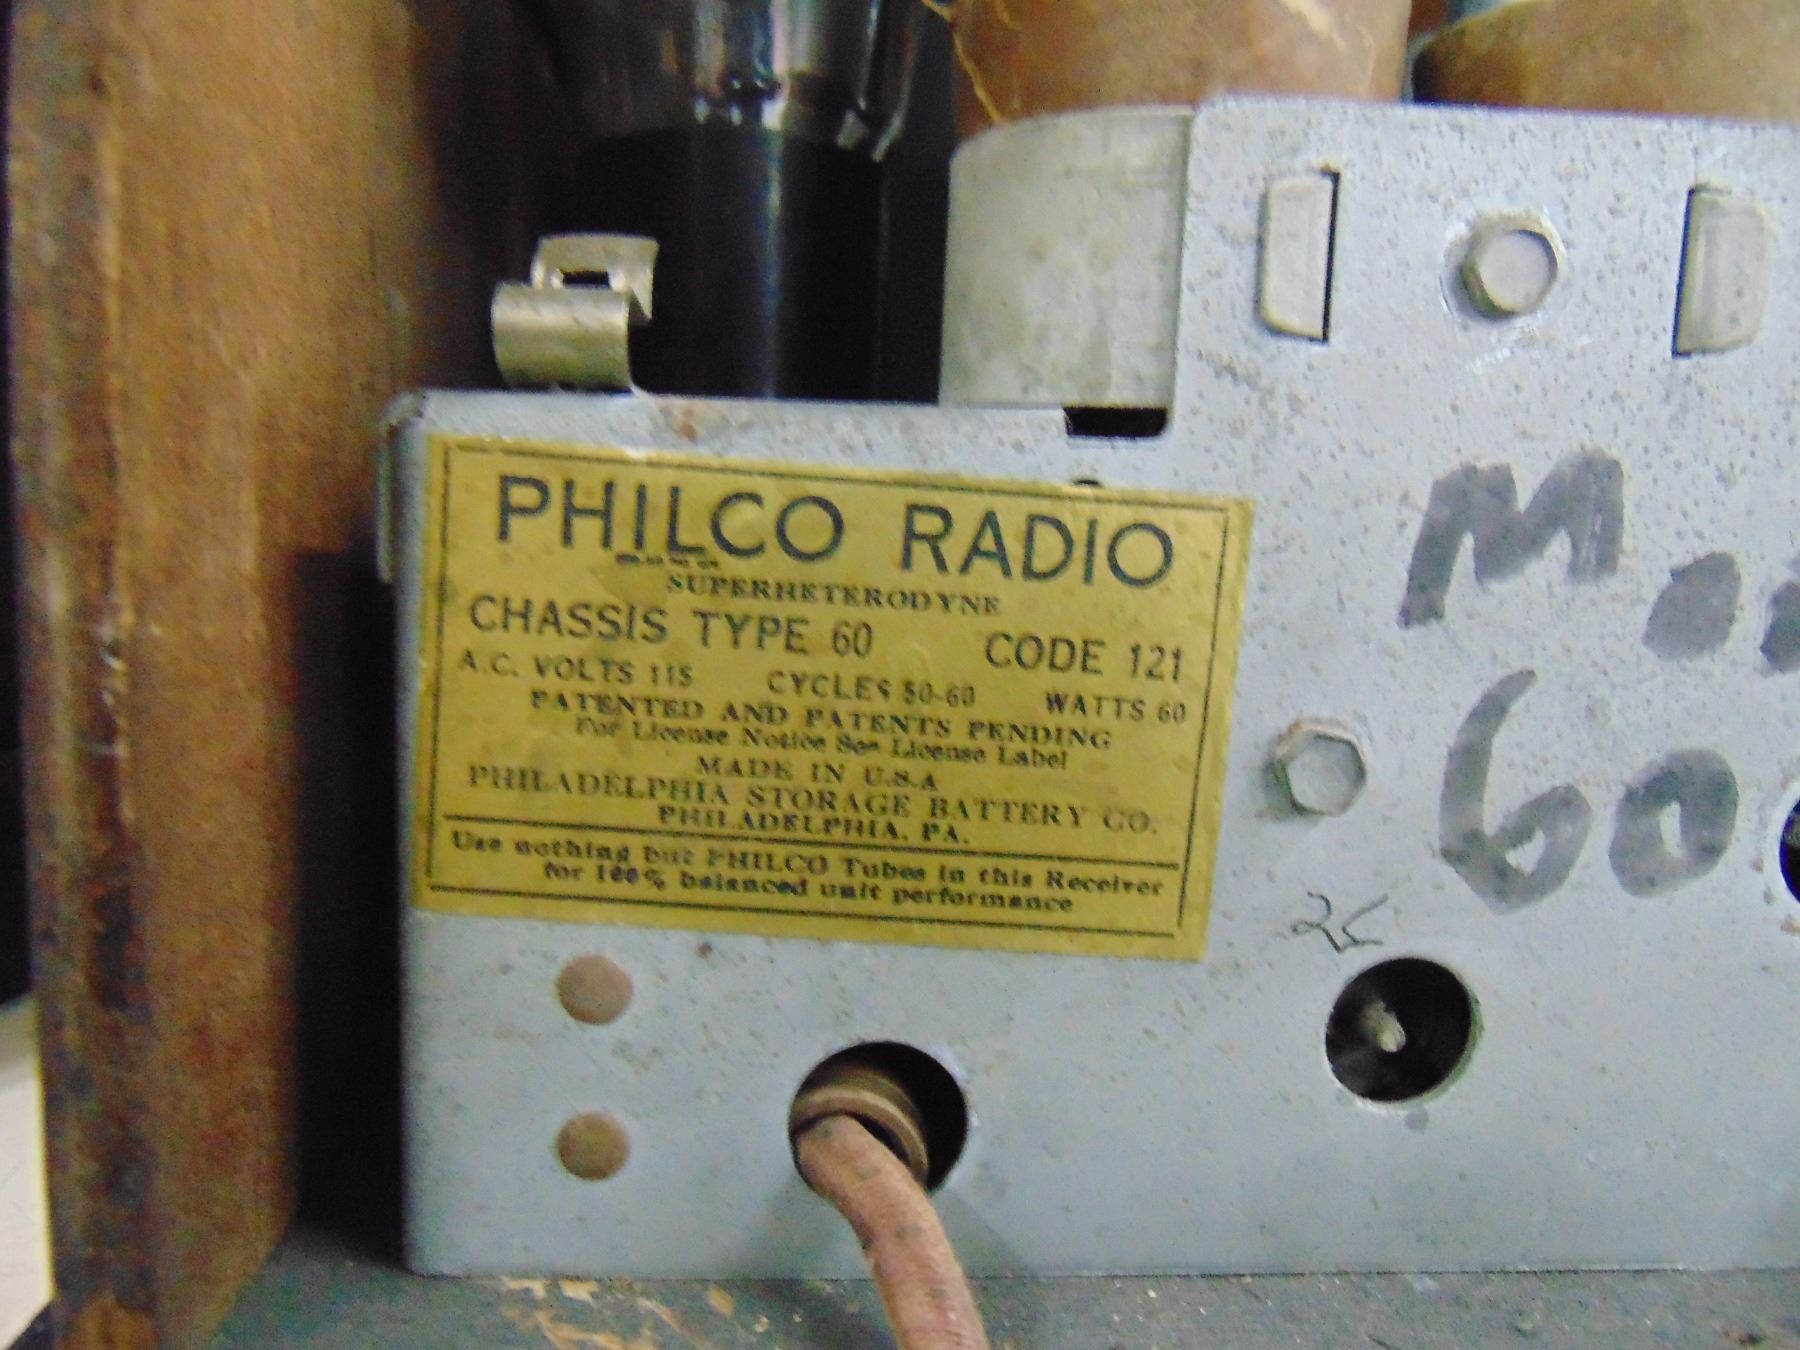 PHILCO RADIO
SUPERHETERODYNE
CHASSIS TYPE 60 CODE 121
A.C. VOLTS 115 CYCLES 50-60 WATTS 60
PATENTED AND PATENTS PENDING
For License Notice See License Label
MADE IN U.S.A
PHILADELPHIA STORAGE BATTERY CO.
PHILADELPHIA, PA.
Use nothing but PHILCO Tubes in this Receiver
for 100% balanced unit performance
M
60